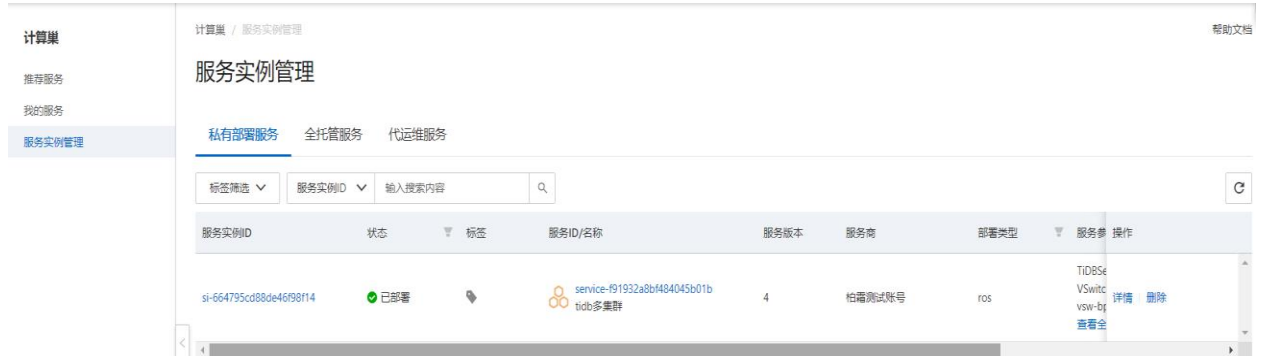 计算巢
推荐服务
我的服务
服务实例管理
计算巢 / 服务实例管理
帮助文档
服务实例管理
私有部署服务 全托管服务 代运维服务
标签筛选 服务实例ID 输入搜索内容
服务实例ID 状态 标签 服务ID/名称 服务版本 服务商 部署类型 服务参 操作
si-664795cd88de46f98f14 已部署 service-f91932a8bf484045b01b 4 柏霜测试账号 ros 详情 删除
tidb多集群
TiDBSe
VSwitc
vsw-bp
查看全